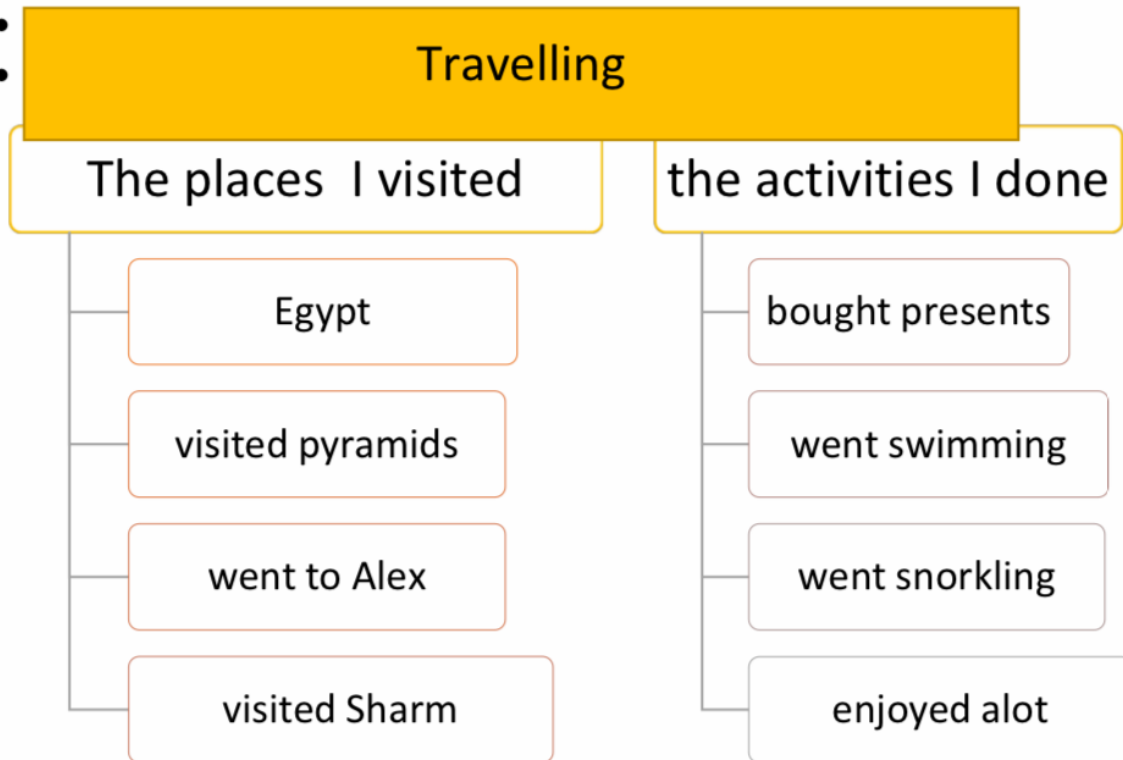 Travelling
The places I visited
Egypt
visited pyramids
went to Alex
visited Sharm
the activities I done
bought presents
went swimming
went snorkling
enjoyed alot